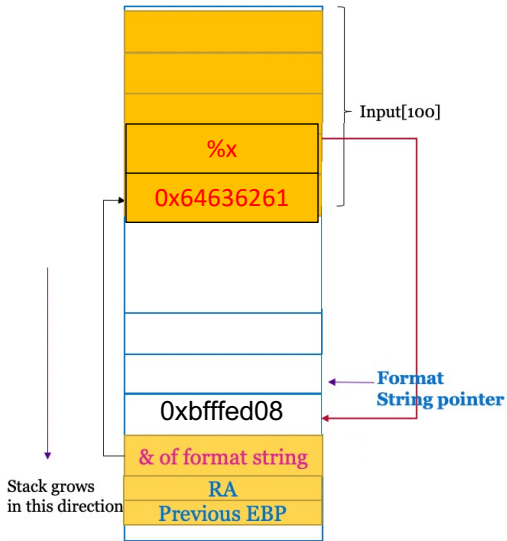 Input[100]
%x
0x64636261
Format
String pointer
0xbfffed08
& of format string
Stack grows
in this direction
RA
Previous EBP